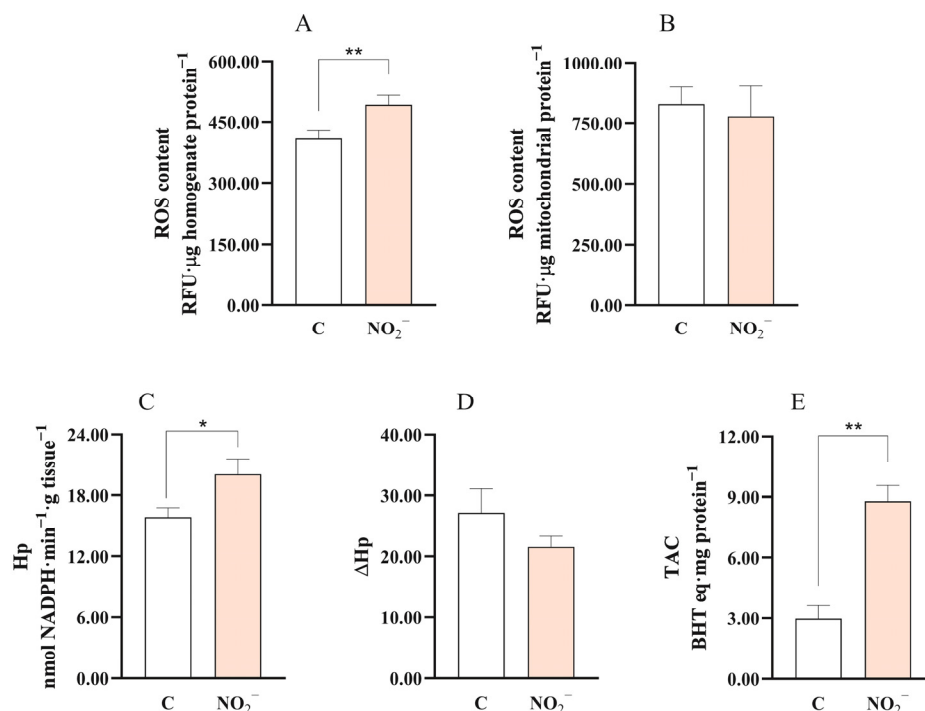 A
ROS content
RFU·µg homogenate protein⁻¹
600.00
450.00
300.00
150.00
0.00
**
C
NO₂⁻
B
ROS content
RFU·µg mitochondrial protein⁻¹
1000.00
750.00
500.00
250.00
0.00
C
NO₂⁻
C
Hp
nmol NADPH·min⁻¹·g tissue⁻¹
24.00
18.00
12.00
6.00
0.00
*
C
NO₂⁻
D
ΔHp
40.00
30.00
20.00
10.00
0.00
C
NO₂⁻
E
TAC
BHT eq·mg protein⁻¹
12.00
9.00
6.00
3.00
0.00
**
C
NO₂⁻